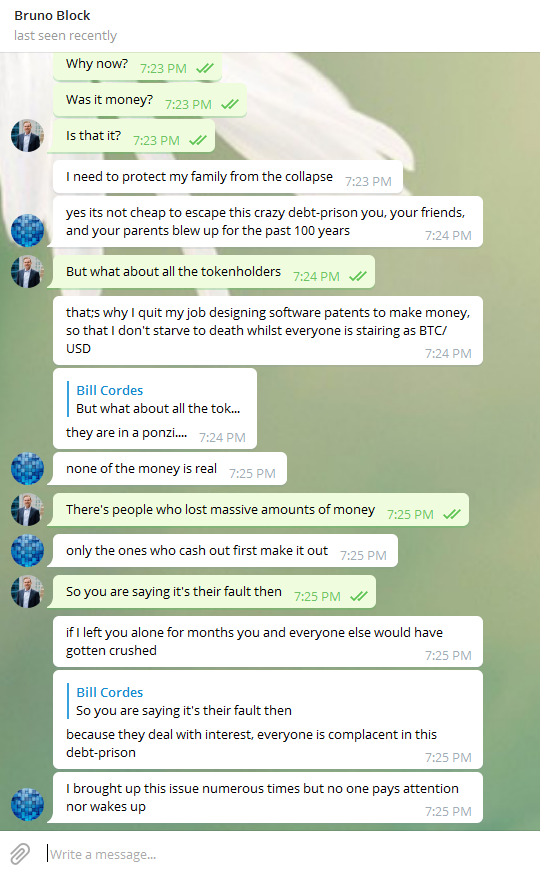 Bruno Block
last seen recently
Why now? 7:23 PM
Was it money? 7:23 PM
Is that it? 7:23 PM
I need to protect my family from the collapse 7:23 PM
yes its not cheap to escape this crazy debt-prison you, your friends,
and your parents blew up for the past 100 years
7:24 PM
But what about all the tokenholders 7:24 PM
that;s why I quit my job designing software patents to make money,
so that I don't starve to death whilst everyone is stairing as BTC/
USD
7:24 PM
Bill Cordes
But what about all the tok...
they are in a ponzi.... 7:24 PM
none of the money is real 7:25 PM
There's people who lost massive amounts of money 7:25 PM
only the ones who cash out first make it out 7:25 PM
So you are saying it's their fault then 7:25 PM
if I left you alone for months you and everyone else would have
gotten crushed
7:25 PM
Bill Cordes
So you are saying it's their fault then
because they deal with interest, everyone is complacent in this
debt-prison
7:25 PM
I brought up this issue numerous times but no one pays attention
nor wakes up
7:25 PM
Write a message...